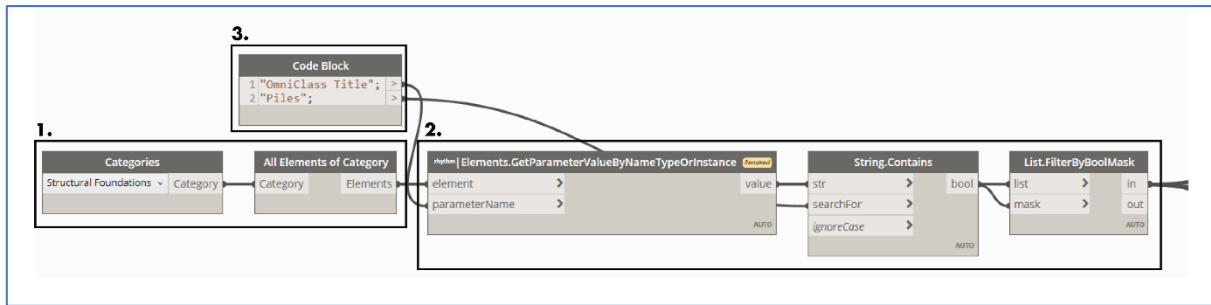 3.
Code Block
1 "OmniClass Title"; >
2 "Piles"; >
1.
Categories
Structural Foundations Category
All Elements of Category
Category Elements
2.
rhythm | Elements.GetParameterValueByNameTypeOrInstance Renamed
element > value
parameterName >
AUTO
String.Contains
str > bool
searchFor >
ignoreCase >
AUTO
List.FilterByBoolMask
list > in
mask > out
AUTO